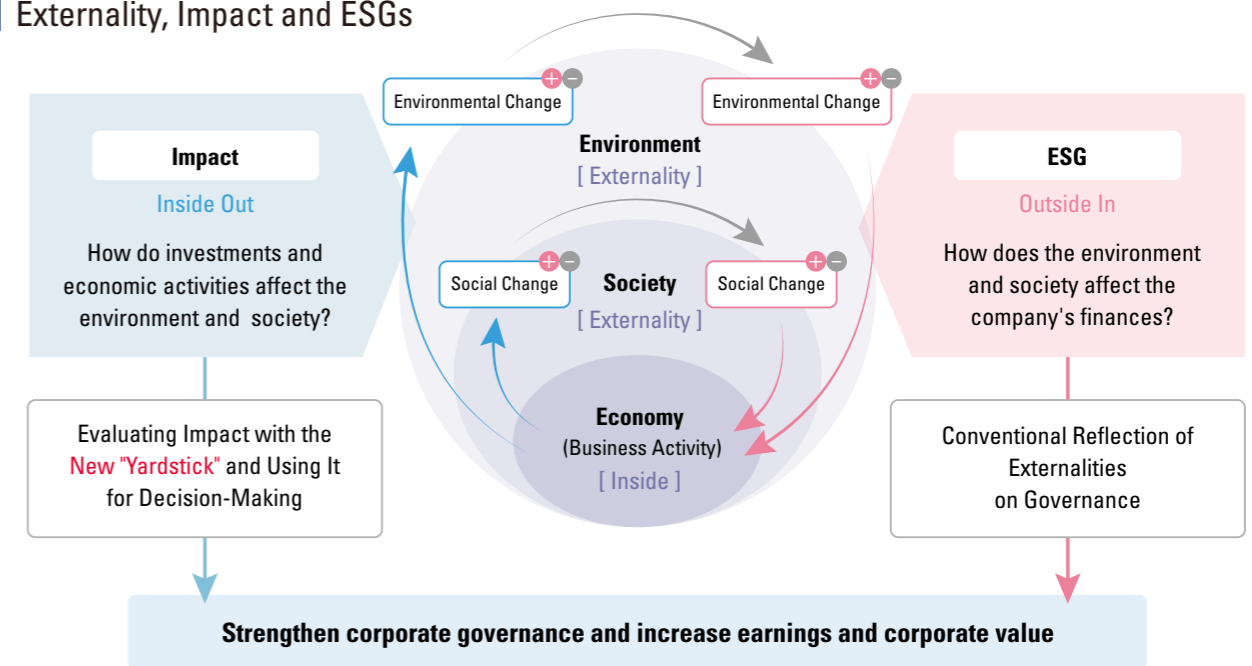 Externality, Impact and ESGs
Impact
Inside Out
How do investments and
economic activities affect the
environment and society?
Evaluating Impact with the
New "Yardstick" and Using It
for Decision-Making
Environmental Change
+ −
Environmental Change
+ −
Environment
[ Externality ]
Social Change
+ −
Society
[ Externality ]
Social Change
+ −
Economy
(Business Activity)
[ Inside ]
ESG
Outside In
How does the environment
and society affect the
company's finances?
Conventional Reflection of
Externalities
on Governance
Strengthen corporate governance and increase earnings and corporate value